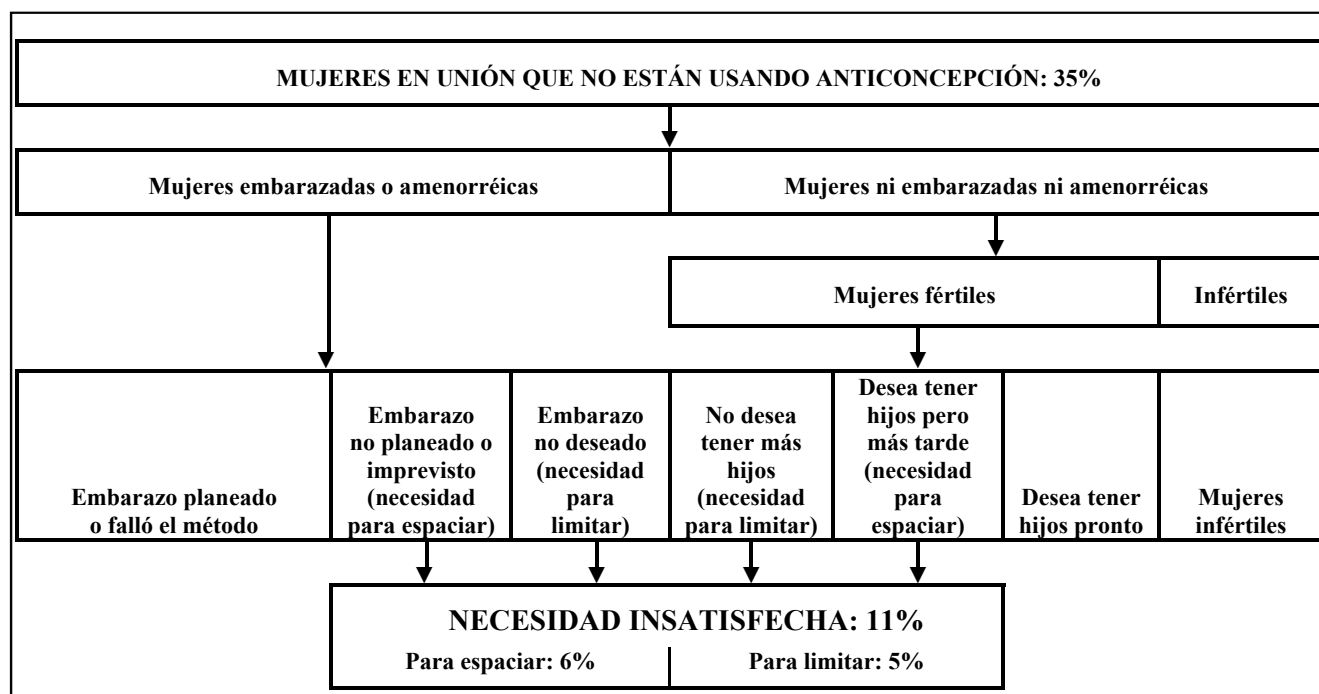 MUJERES EN UNIÓN QUE NO ESTÁN USANDO ANTICONCEPCIÓN: 35%
Mujeres embarazadas o amenorréicas
Mujeres ni embarazadas ni amenorréicas
Mujeres fértiles
Infértiles
Embarazo planeado
o falló el método
Embarazo
no planeado o
imprevisto
(necesidad
para espaciar)
Embarazo
no deseado
(necesidad
para
limitar)
No desea
tener más
hijos
(necesidad
para limitar)
Desea tener
hijos pero
más tarde
(necesidad
para
espaciar)
Desea tener
hijos pronto
Mujeres
infértiles
NECESIDAD INSATISFECHA: 11%
Para espaciar: 6%
Para limitar: 5%